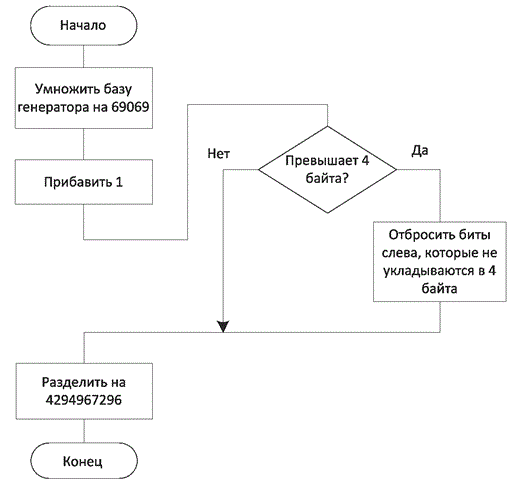 Начало
Умножить базу
генератора на 69069
Прибавить 1
Нет
Превышает 4
байта?
Да
Отбросить биты
слева, которые не
укладываются в 4
байта
Разделить на
4294967296
Конец